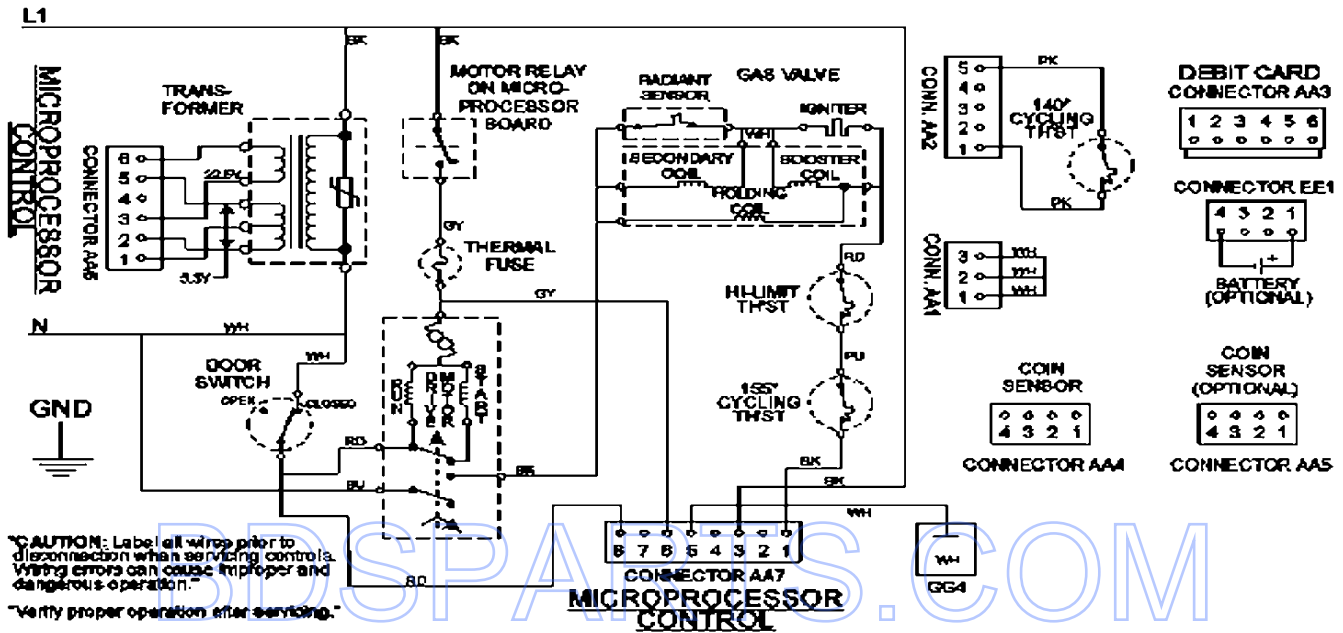 L1
BK
BK
MICROPROCESSOR
CONTROL
TRANS-
FORMER
MOTOR RELAY
ON MICRO-
PROCESSOR
BOARD
RADIANT
SENSOR
GAS VALVE
IGNITER
WH
SECONDARY
COIL
BOOSTER
COIL
HOLDING
COIL
CONN. AA2
5
4
3
2
1
PK
140°
CYCLING
TH'ST
PK
DEBIT CARD
CONNECTOR AA3
1 2 3 4 5 6
CONNECTOR EE1
4 3 2 1
+
BATTERY
(OPTIONAL)
CONNECTOR AA6
6
5
4
3
2
1
GY
THERMAL
FUSE
GY
RD
HI-LIMIT
TH'ST
PU
155°
CYCLING
TH'ST
BK
BK
CONN. AA1
3
2
1
WH
WH
WH
N
WH
WH
DOOR
SWITCH
OPEN
CLOSED
GND
RUN
DRIVE
MOTOR
START
RD
BU
BK
COIN
SENSOR
4 3 2 1
CONNECTOR AA4
COIN
SENSOR
(OPTIONAL)
4 3 2 1
CONNECTOR AA5
WH
WH
GG4
8 7 6 5 4 3 2 1
CONNECTOR AA7
MICROPROCESSOR
CONTROL
RD
"CAUTION: Label all wires prior to
disconnection when servicing controls.
Wiring errors can cause improper and
dangerous operation."
"Verify proper operation after servicing."
BDSPARTS.COM